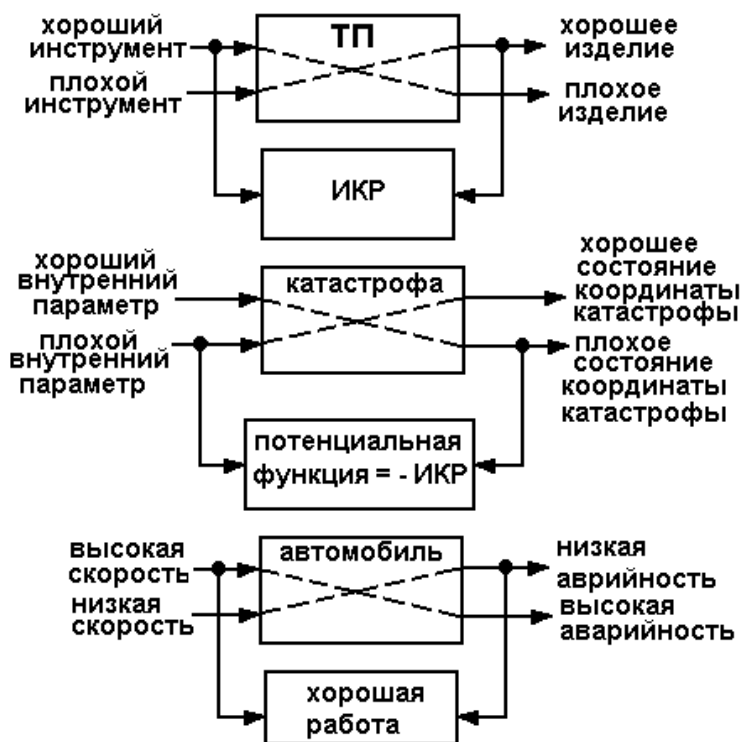 хороший
инструмент
плохой
инструмент
ТП
хорошее
изделие
плохое
изделие
ИКР
хороший
внутренний
параметр
плохой
внутренний
параметр
катастрофа
хорошее
состояние
координаты
катастрофы
плохое
состояние
координаты
катастрофы
потенциальная
функция = - ИКР
высокая
скорость
низкая
скорость
автомобиль
низкая
аврийность
высокая
аварийность
хорошая
работа